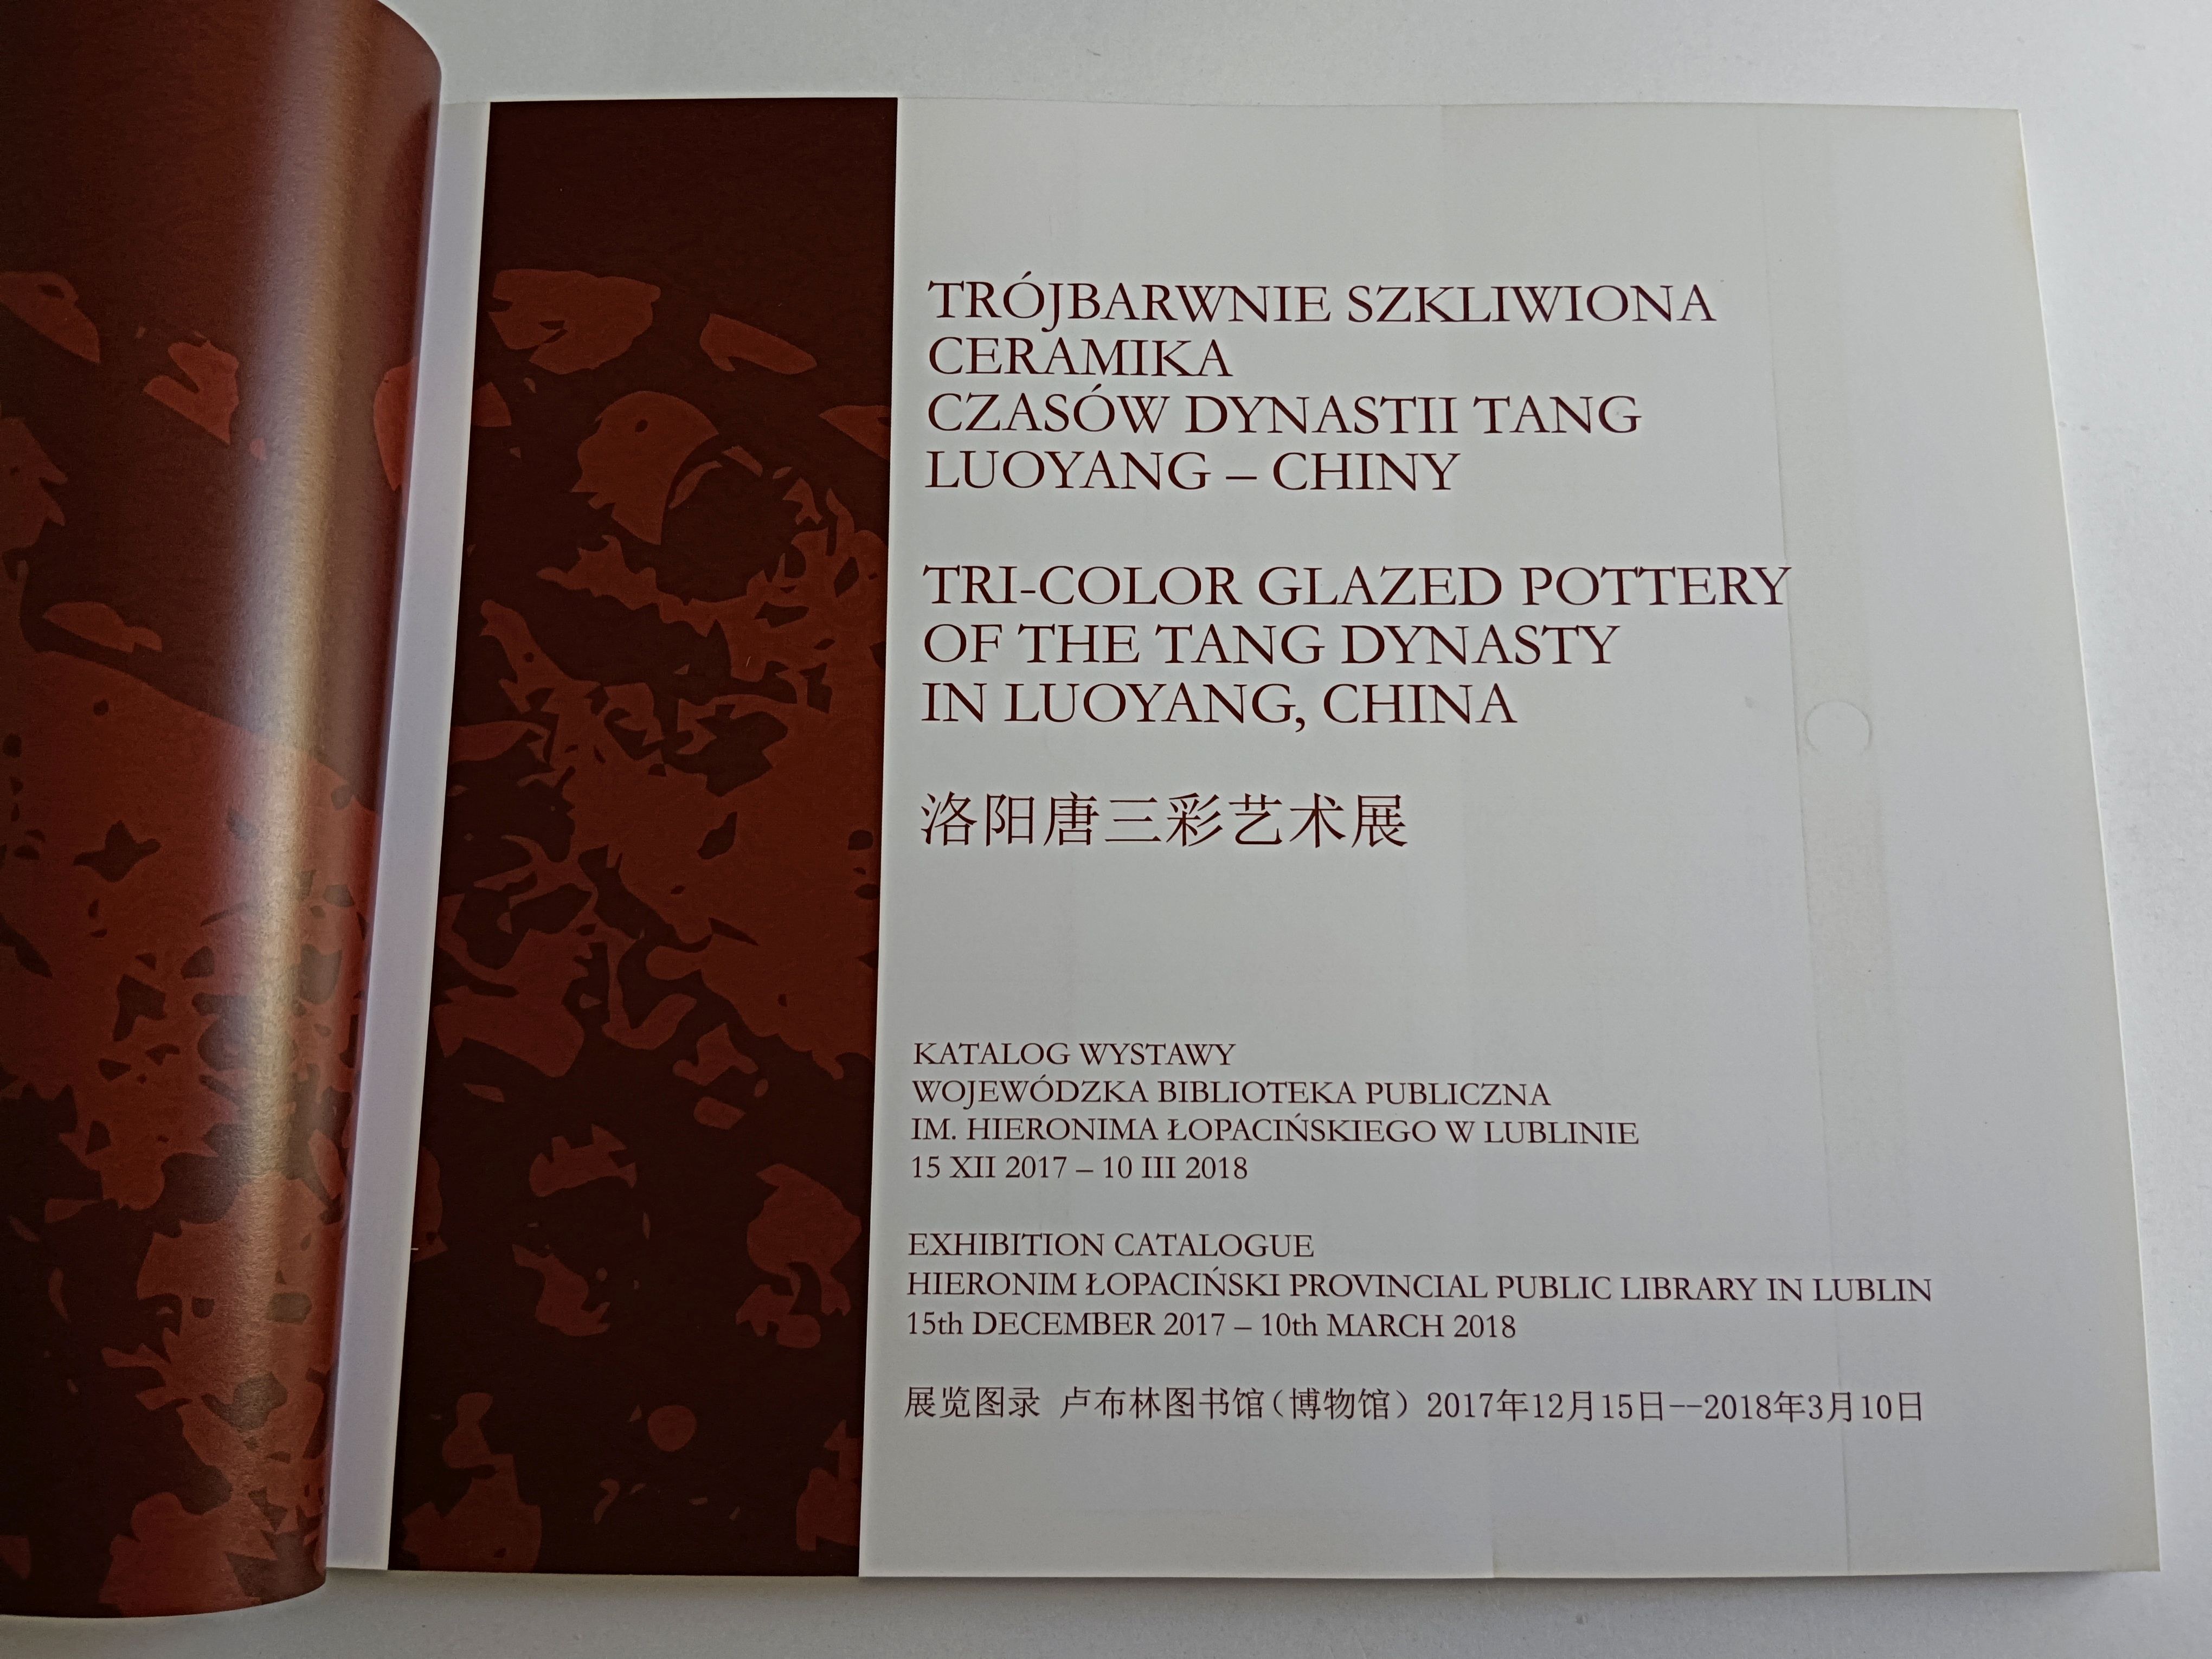 TRÓJBARWNIE SZKLIWIONA
CERAMIKA
CZASÓW DYNASTII TANG
LUOYANG – CHINY
TRI-COLOR GLAZED POTTERY
OF THE TANG DYNASTY
IN LUOYANG, CHINA
洛阳唐三彩艺术展
KATALOG WYSTAWY
WOJEWÓDZKA BIBLIOTEKA PUBLICZNA
IM. HIERONIMA ŁOPACIŃSKIEGO W LUBLINIE
15 XII 2017 – 10 III 2018
EXHIBITION CATALOGUE
HIERONIM ŁOPACIŃSKI PROVINCIAL PUBLIC LIBRARY IN LUBLIN
15th DECEMBER 2017 – 10th MARCH 2018
展览图录 卢布林图书馆(博物馆) 2017年12月15日--2018年3月10日